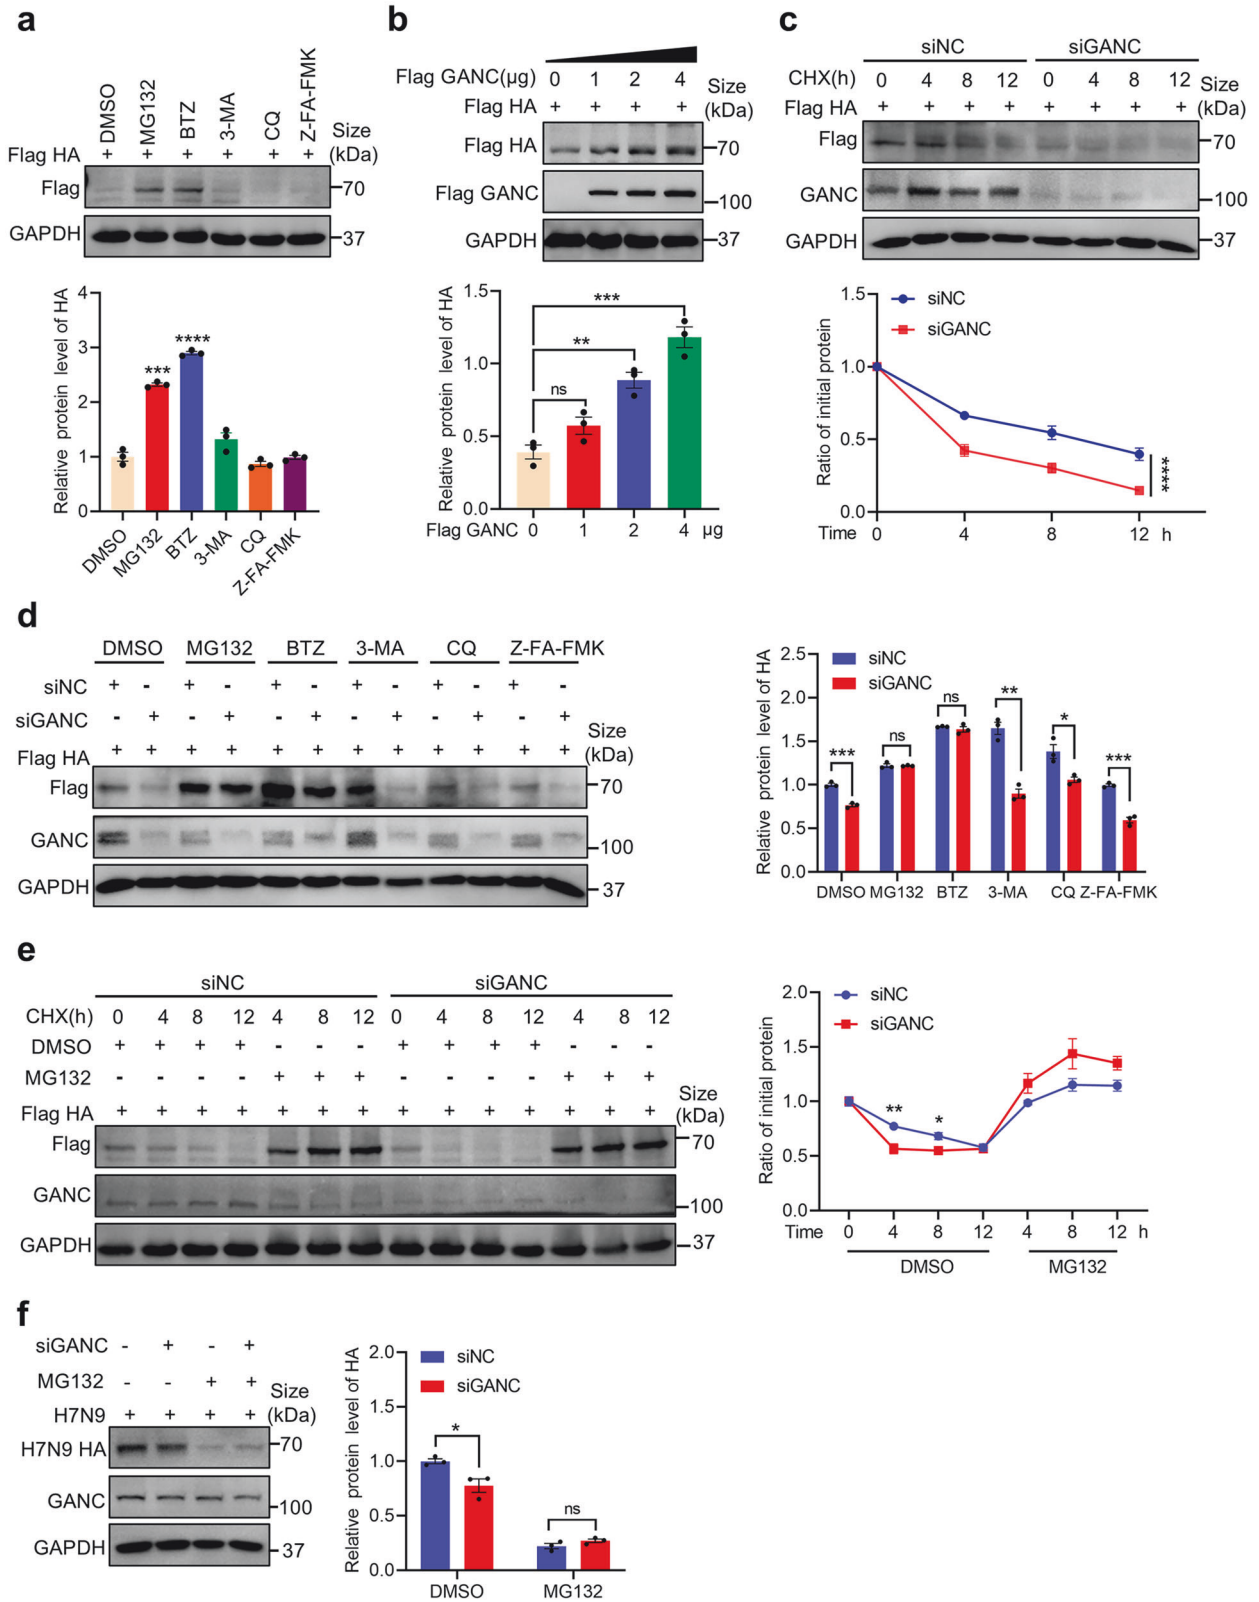 a
DMSO
MG132
BTZ
3-MA
CQ
Z-FA-FMK
Size
(kDa)
Flag HA + + + + + +
Flag
70
GAPDH
37
Relative protein level of HA
4
3
2
1
0
***
****
DMSO
MG132
BTZ
3-MA
CQ
Z-FA-FMK
b
Flag GANC(μg) 0 1 2 4
Size
(kDa)
Flag HA + + + +
Flag HA
70
Flag GANC
100
GAPDH
37
Relative protein level of HA
1.5
1.0
0.5
0.0
***
**
ns
Flag GANC 0 1 2 4 μg
c
siNC siGANC
CHX(h) 0 4 8 12 0 4 8 12
Size
(kDa)
Flag HA + + + + + + + +
Flag
70
GANC
100
GAPDH
37
Ratio of initial protein
1.5
1.0
0.5
0.0
siNC
siGANC
****
Time 0 4 8 12 h
d
DMSO MG132 BTZ 3-MA CQ Z-FA-FMK
siNC + - + - + - + - + - + -
siGANC - + - + - + - + - + - +
Size
(kDa)
Flag HA + + + + + + + + + + + +
Flag
70
GANC
100
GAPDH
37
Relative protein level of HA
2.5
2.0
1.5
1.0
0.5
0.0
siNC
siGANC
***
ns
ns
**
*
***
DMSO MG132 BTZ 3-MA CQ Z-FA-FMK
e
siNC siGANC
CHX(h) 0 4 8 12 4 8 12 0 4 8 12 4 8 12
DMSO + + + + - - - + + + + - - -
MG132 - - - - + + + - - - - + + +
Size
(kDa)
Flag HA + + + + + + + + + + + + + +
Flag
70
GANC
100
GAPDH
37
Ratio of initial protein
2.0
1.5
1.0
0.5
0.0
siNC
siGANC
**
*
Time 0 4 8 12 4 8 12 h
DMSO MG132
f
siGANC - + - +
MG132 - - + +
Size
(kDa)
H7N9 + + + +
H7N9 HA
70
GANC
100
GAPDH
37
Relative protein level of HA
2.0
1.5
1.0
0.5
0.0
siNC
siGANC
*
ns
DMSO MG132